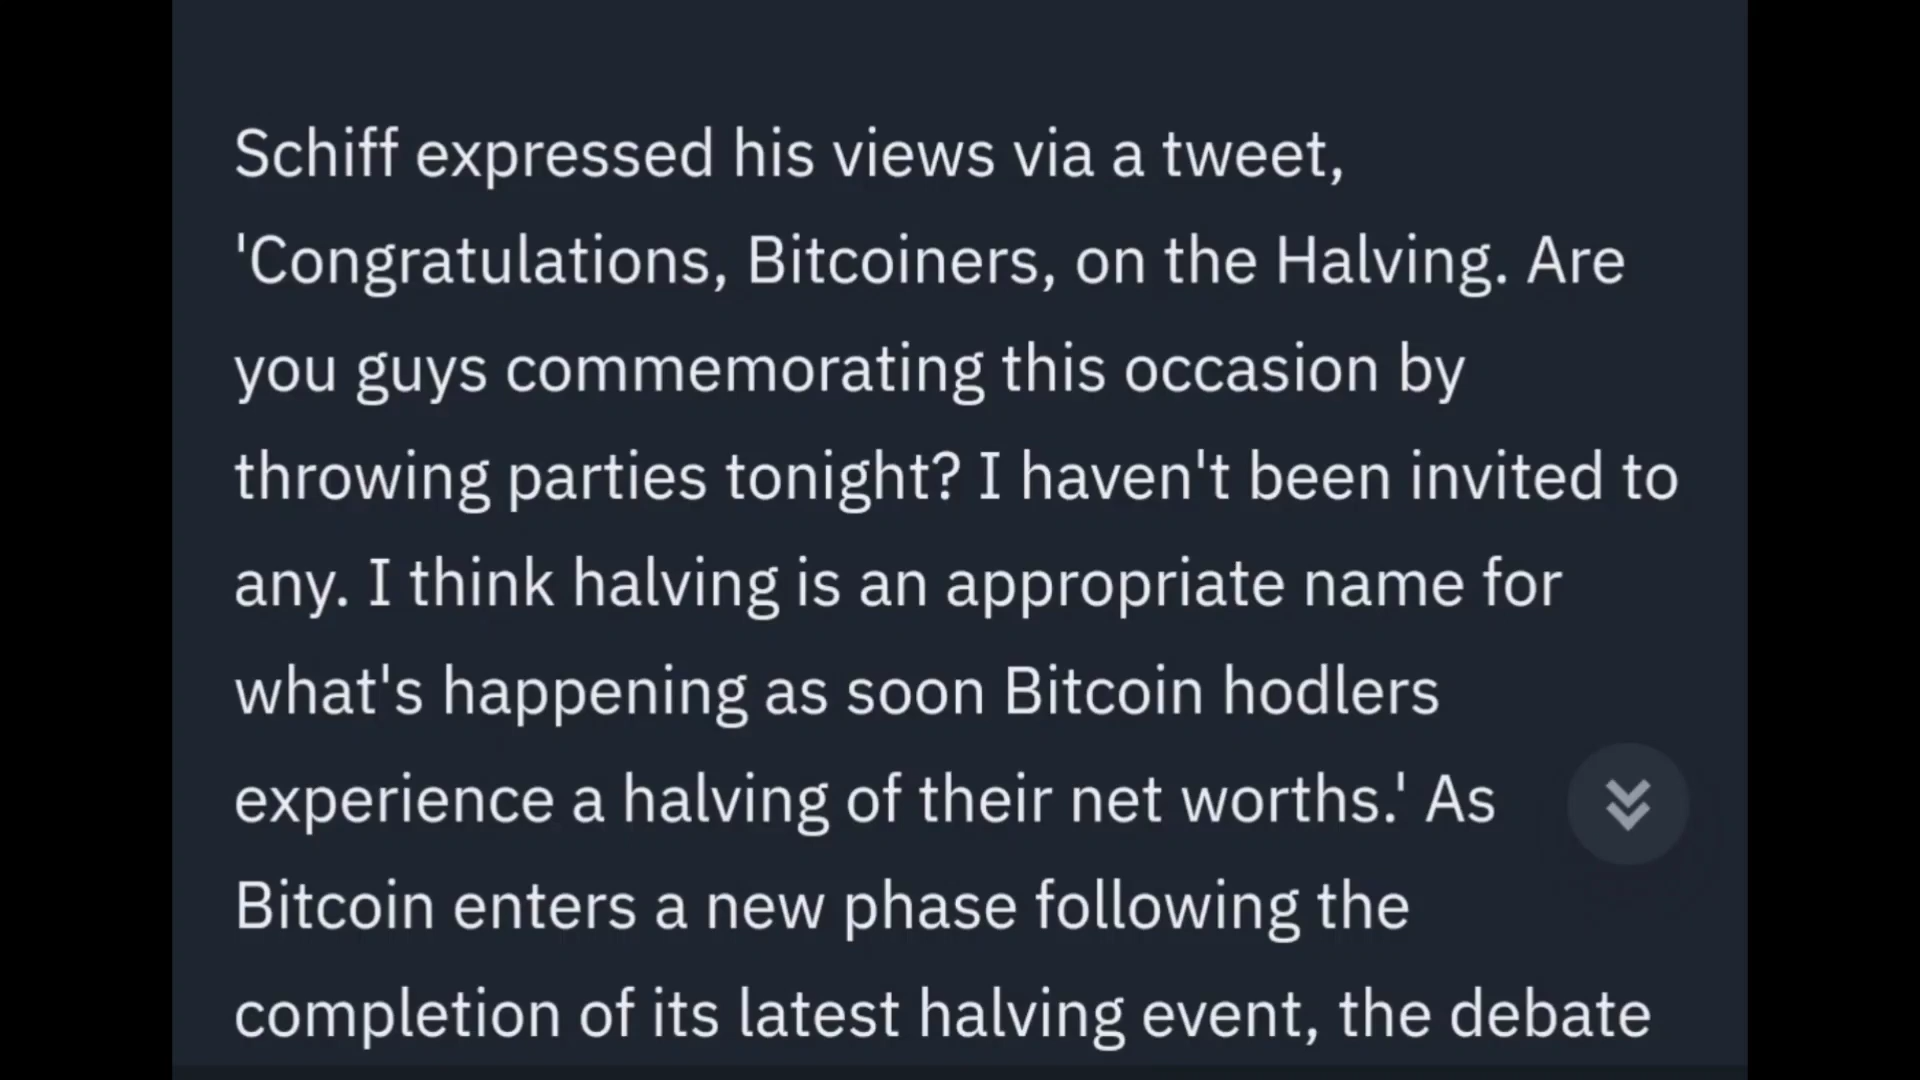 Schiff expressed his views via a tweet,
'Congratulations, Bitcoiners, on the Halving. Are
you guys commemorating this occasion by
throwing parties tonight? I haven't been invited to
any. I think halving is an appropriate name for
what's happening as soon Bitcoin hodlers
experience a halving of their net worths.' As
Bitcoin enters a new phase following the
completion of its latest halving event, the debate